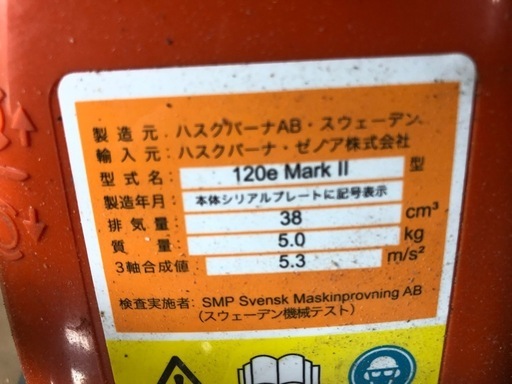 製造元：ハスクバーナAB・スウェーデン
輸入元：ハスクバーナ・ゼノア株式会社
型式名： 120e Mark II 型
製造年月： 本体シリアルプレートに記号表示
排気量： 38 cm³
質量： 5.0 kg
3軸合成値 5.3 m/s²
検査実施者：SMP Svensk Maskinprovning AB
（スウェーデン機械テスト）